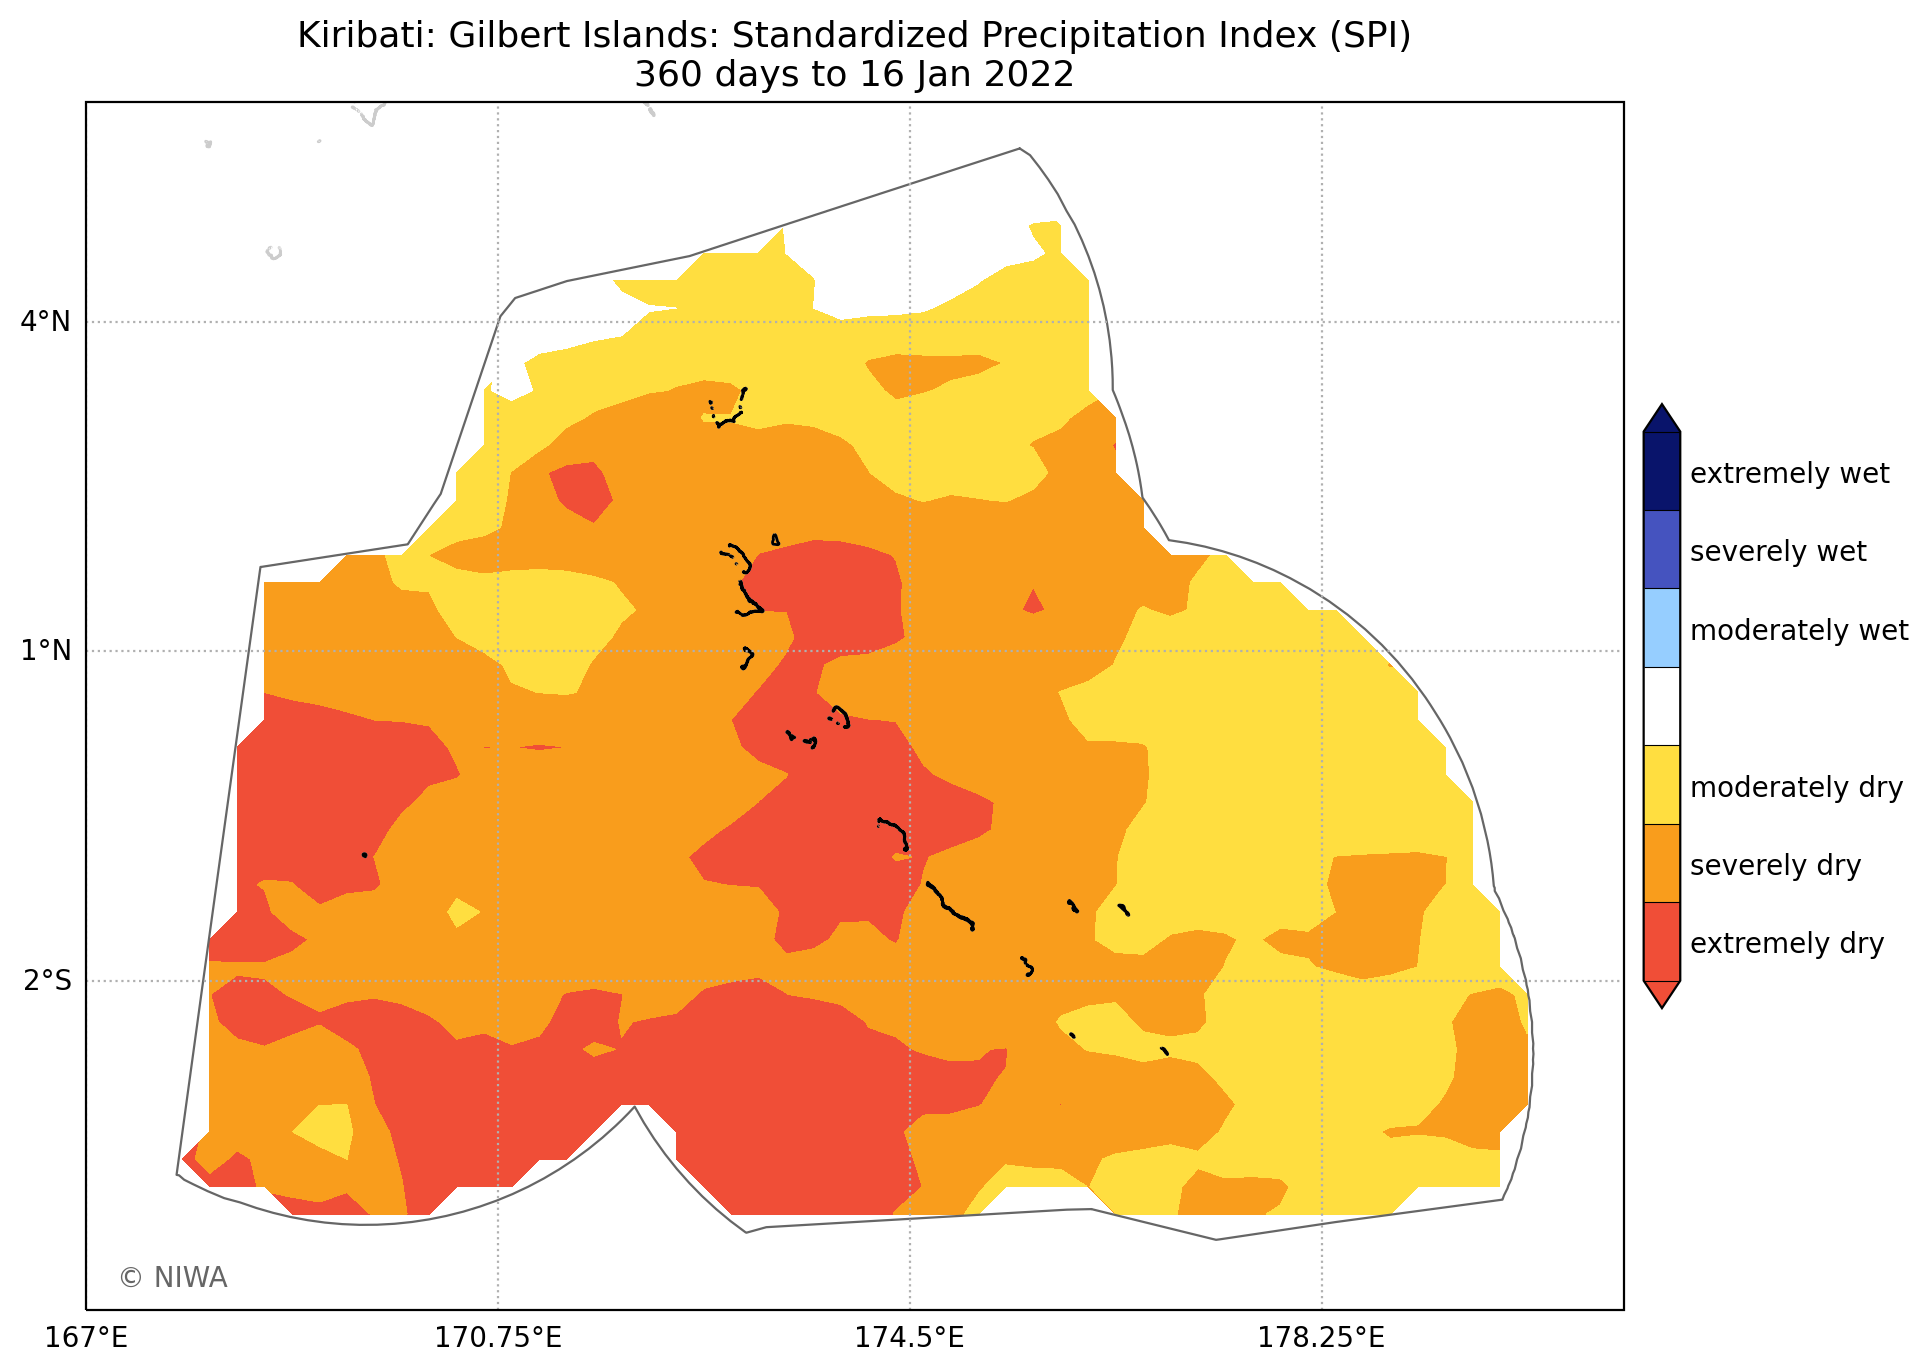 Kiribati: Gilbert Islands: Standardized Precipitation Index (SPI)
360 days to 16 Jan 2022
4°N
1°N
2°S
167°E
170.75°E
174.5°E
178.25°E
extremely wet
severely wet
moderately wet
moderately dry
severely dry
extremely dry
© NIWA